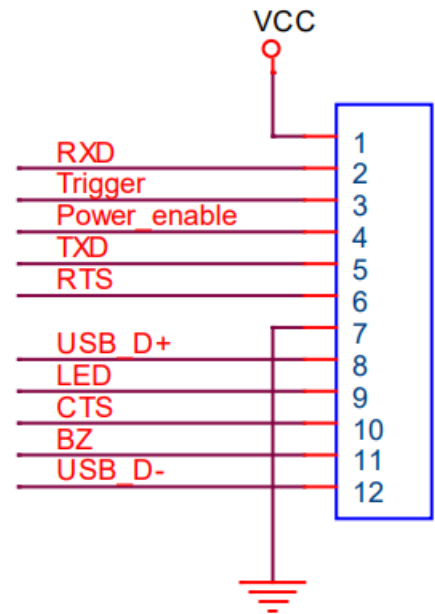 VCC
1
RXD 2
Trigger 3
Power_enable 4
TXD 5
RTS 6
7
USB_D+ 8
LED 9
CTS 10
BZ 11
USB_D- 12